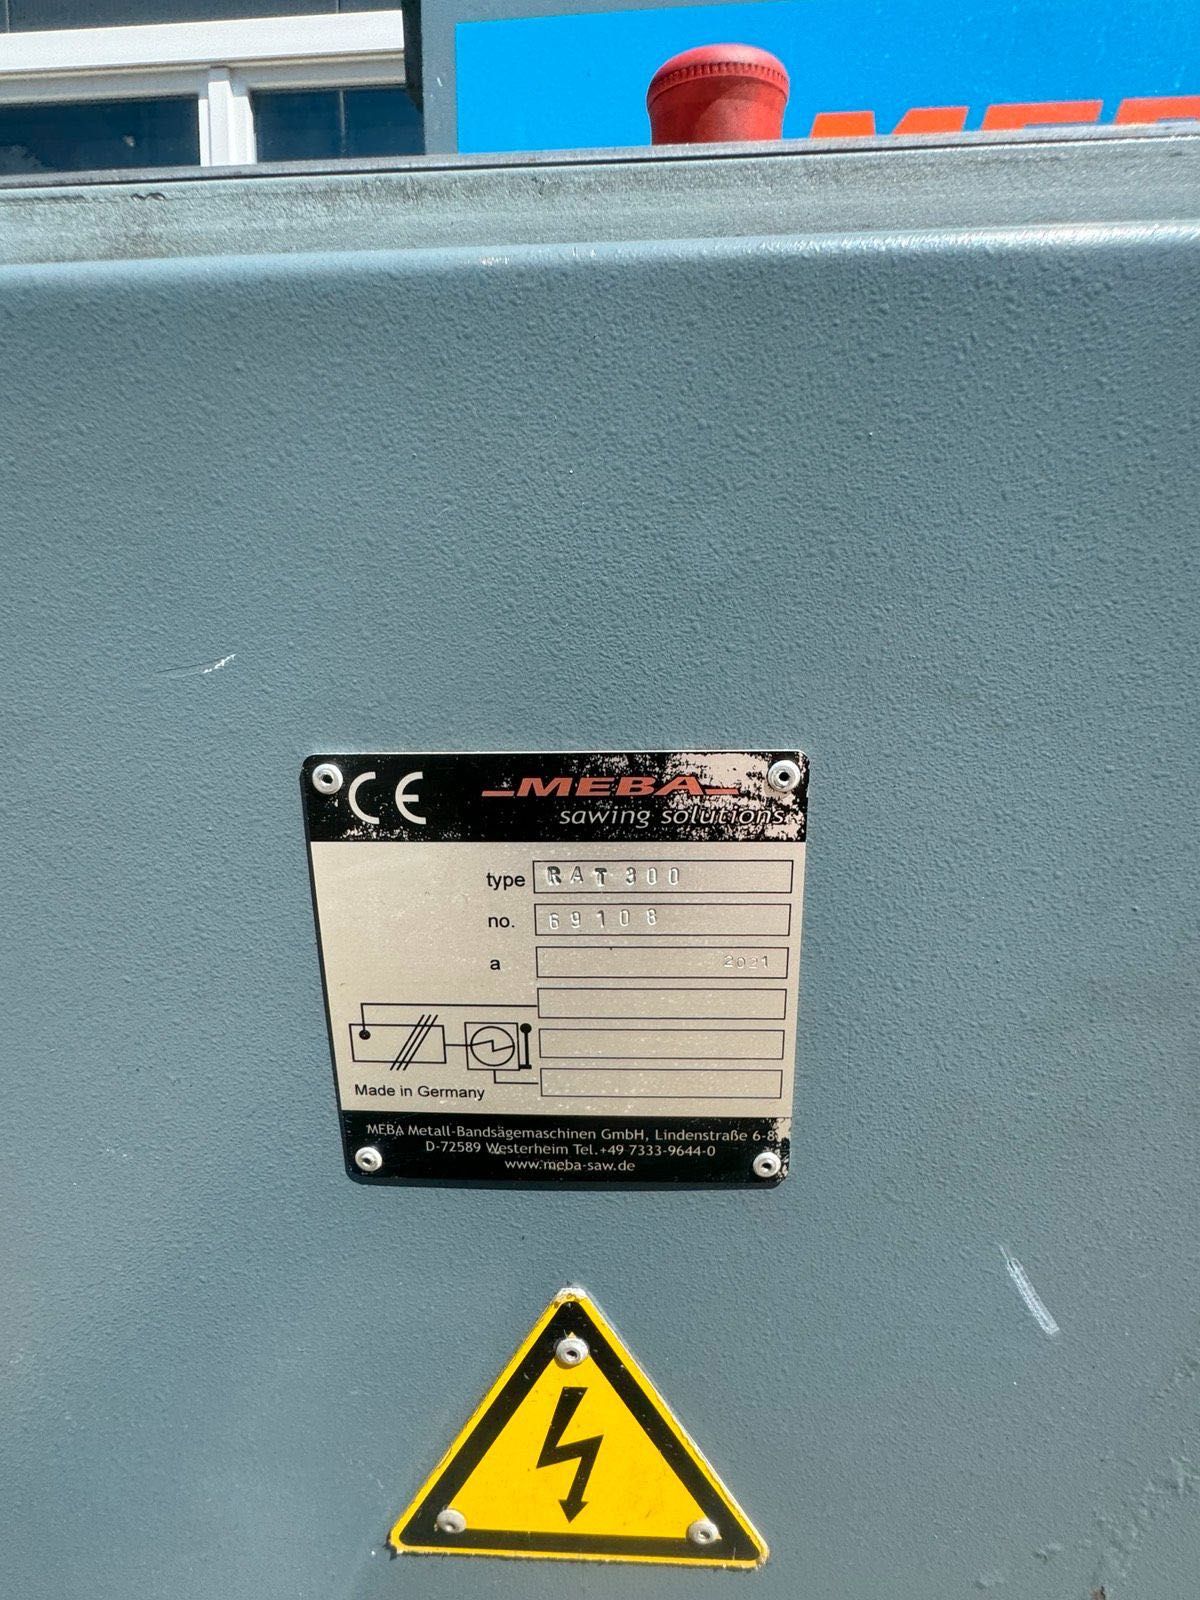 CE MEBA
sawing solutions
type RAT 300
no. 69108
a 2021
Made in Germany
MEBA Metall-Bandsägemaschinen GmbH, Lindenstraße 6-8
D-72589 Westerheim Tel.+49 7333-9644-0
www.meba-saw.de